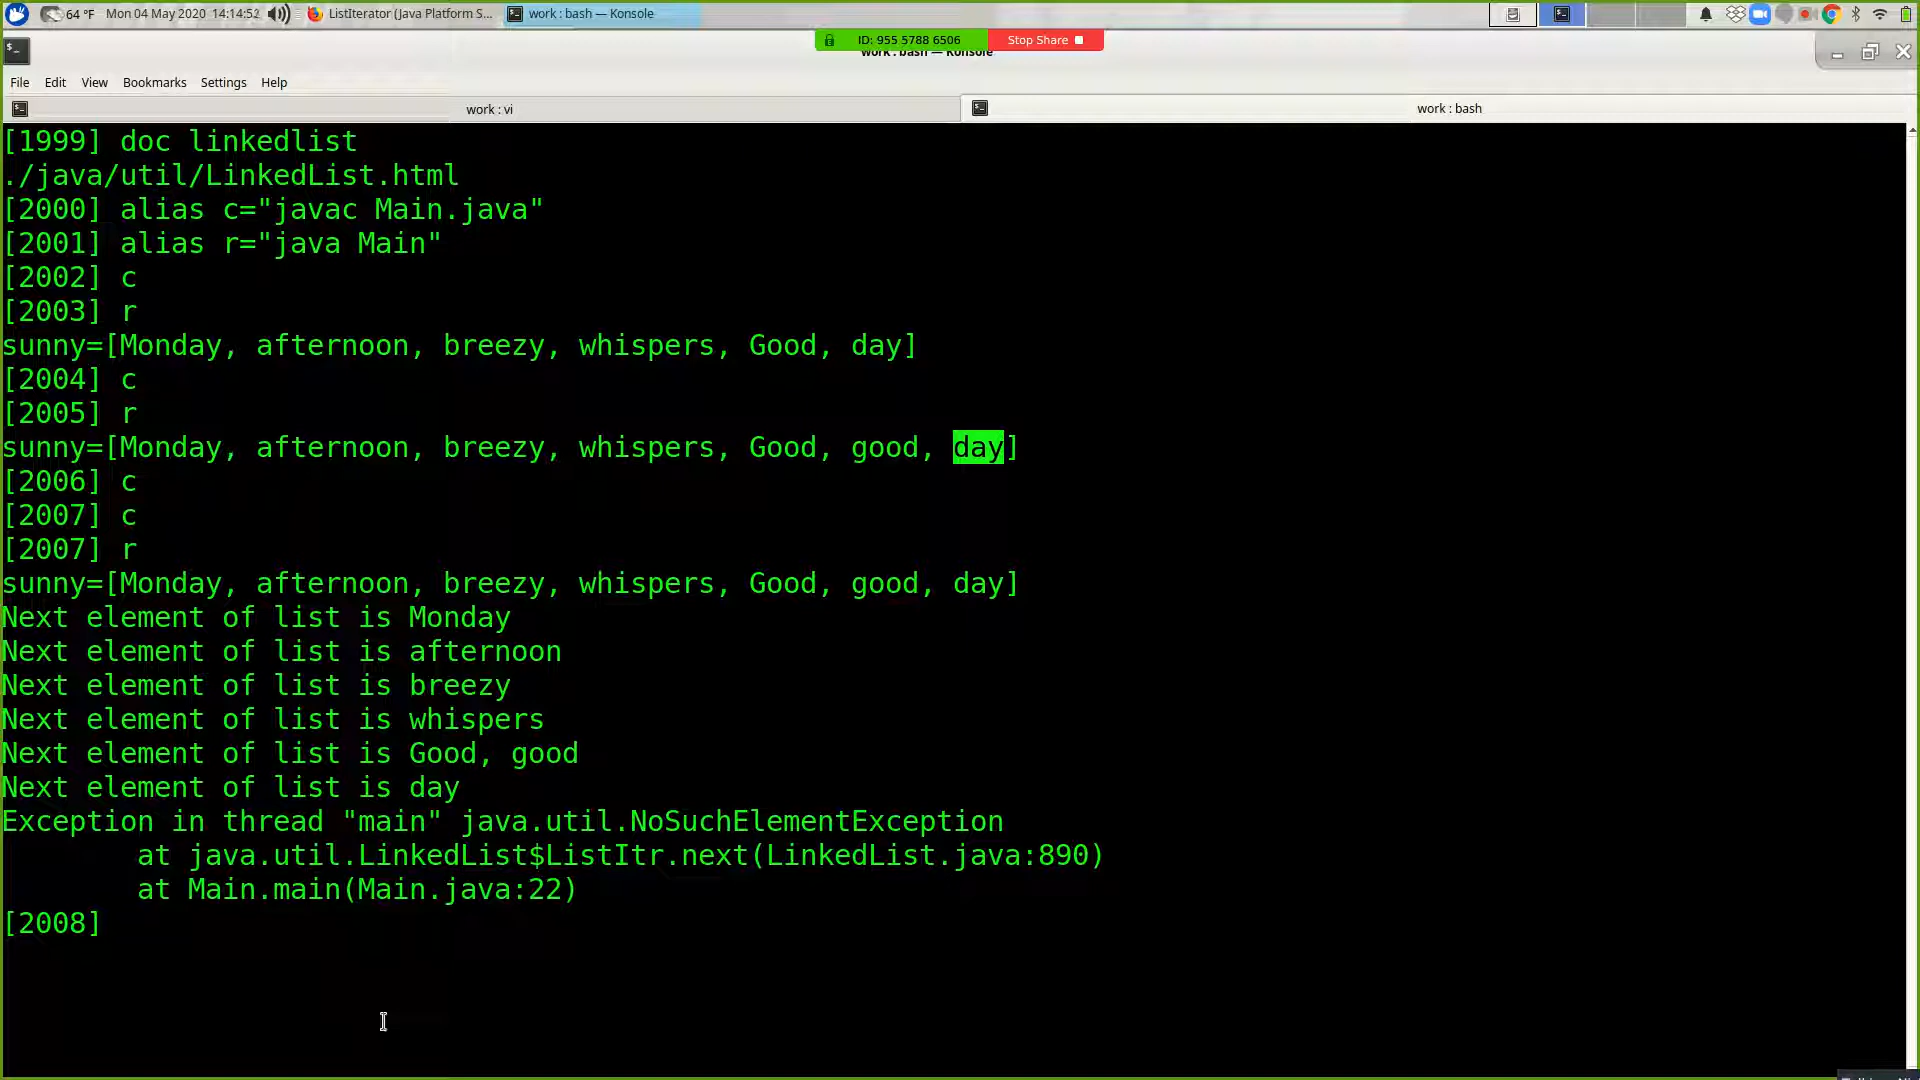 64 °F Mon 04 May 2020 14:14:52 ListIterator (Java Platform S... work : bash — Konsole
ID: 955 5788 6506 Stop Share
work : bash — Konsole
File Edit View Bookmarks Settings Help
work : vi work : bash
[1999] doc linkedlist
./java/util/LinkedList.html
[2000] alias c="javac Main.java"
[2001] alias r="java Main"
[2002] c
[2003] r
sunny=[Monday, afternoon, breezy, whispers, Good, day]
[2004] c
[2005] r
sunny=[Monday, afternoon, breezy, whispers, Good, good, day]
[2006] c
[2007] c
[2007] r
sunny=[Monday, afternoon, breezy, whispers, Good, good, day]
Next element of list is Monday
Next element of list is afternoon
Next element of list is breezy
Next element of list is whispers
Next element of list is Good, good
Next element of list is day
Exception in thread "main" java.util.NoSuchElementException
at java.util.LinkedList$ListItr.next(LinkedList.java:890)
at Main.main(Main.java:22)
[2008]